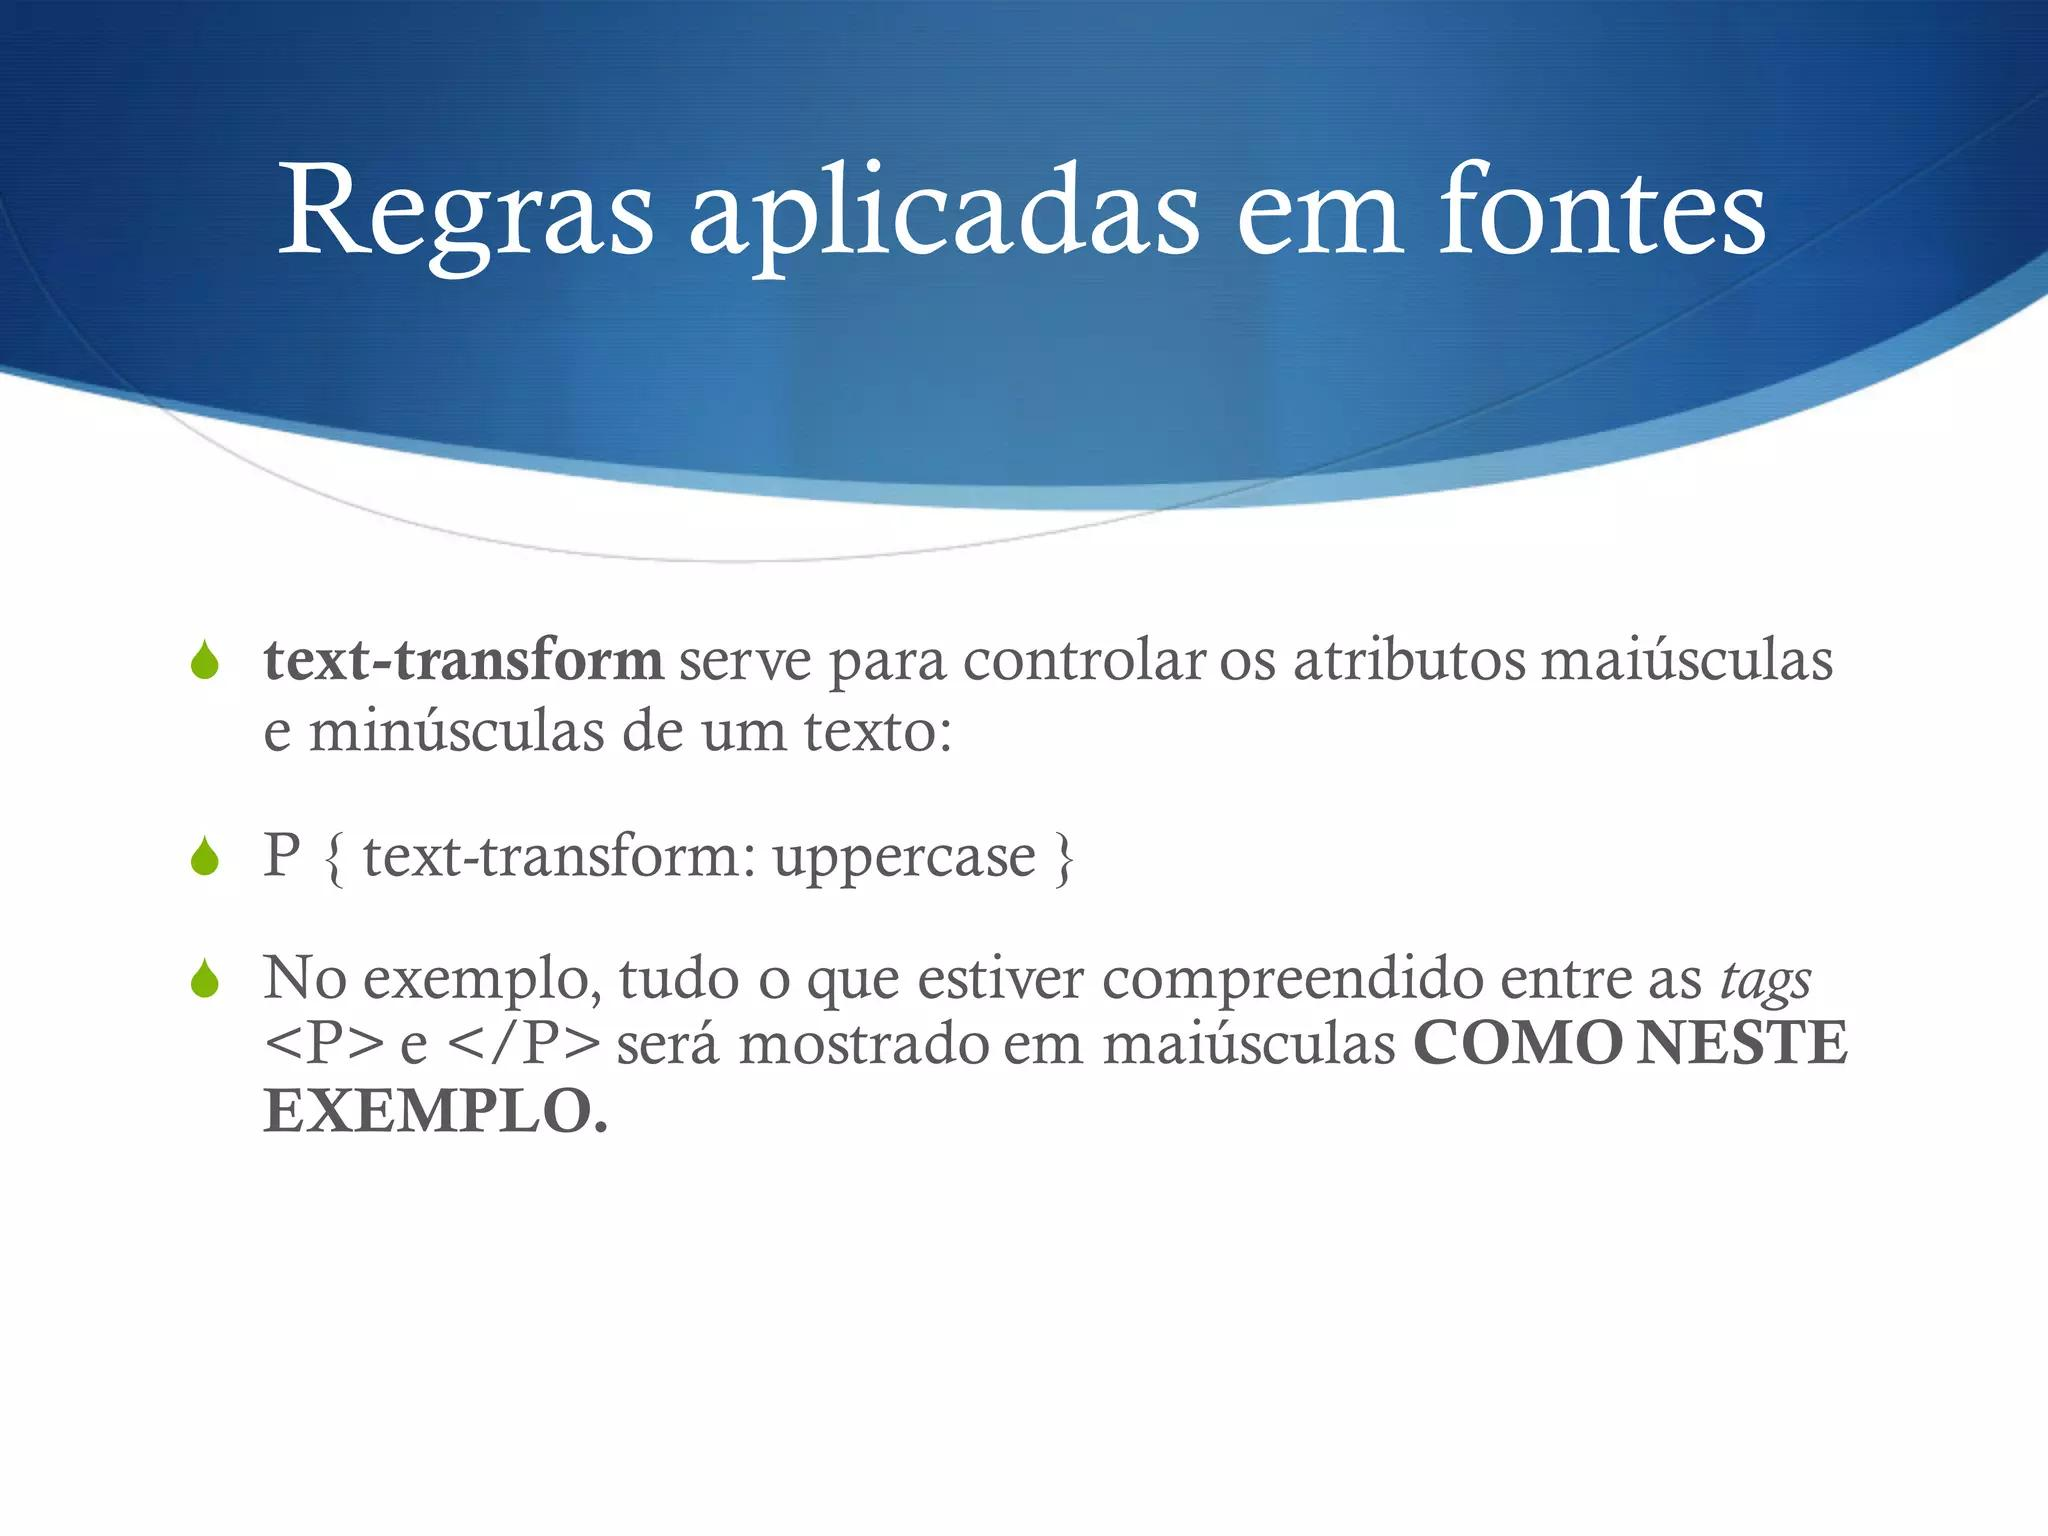 Regras aplicadas em fontes
text-transform serve para controlar os atributos maiúsculas
e minúsculas de um texto:
P { text-transform: uppercase }
No exemplo, tudo o que estiver compreendido entre as tags
<P> e </P> será mostrado em maiúsculas COMO NESTE
EXEMPLO.